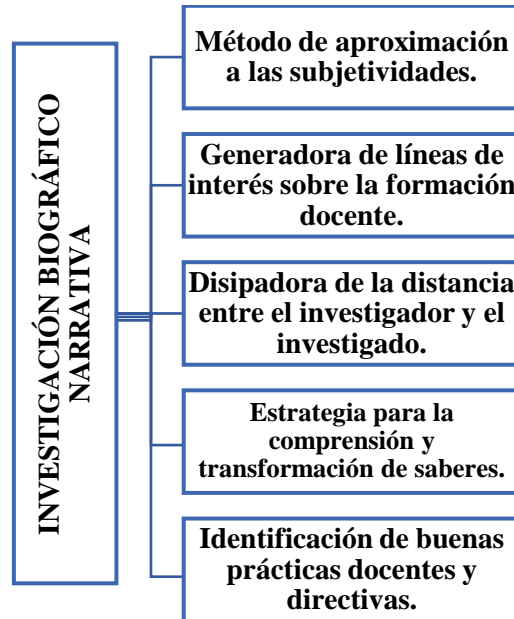 INVESTIGACIÓN BIOGRÁFICO
NARRATIVA
Método de aproximación
a las subjetividades.
Generadora de líneas de
interés sobre la formación
docente.
Disipadora de la distancia
entre el investigador y el
investigado.
Estrategia para la
comprensión y
transformación de saberes.
Identificación de buenas
prácticas docentes y
directivas.